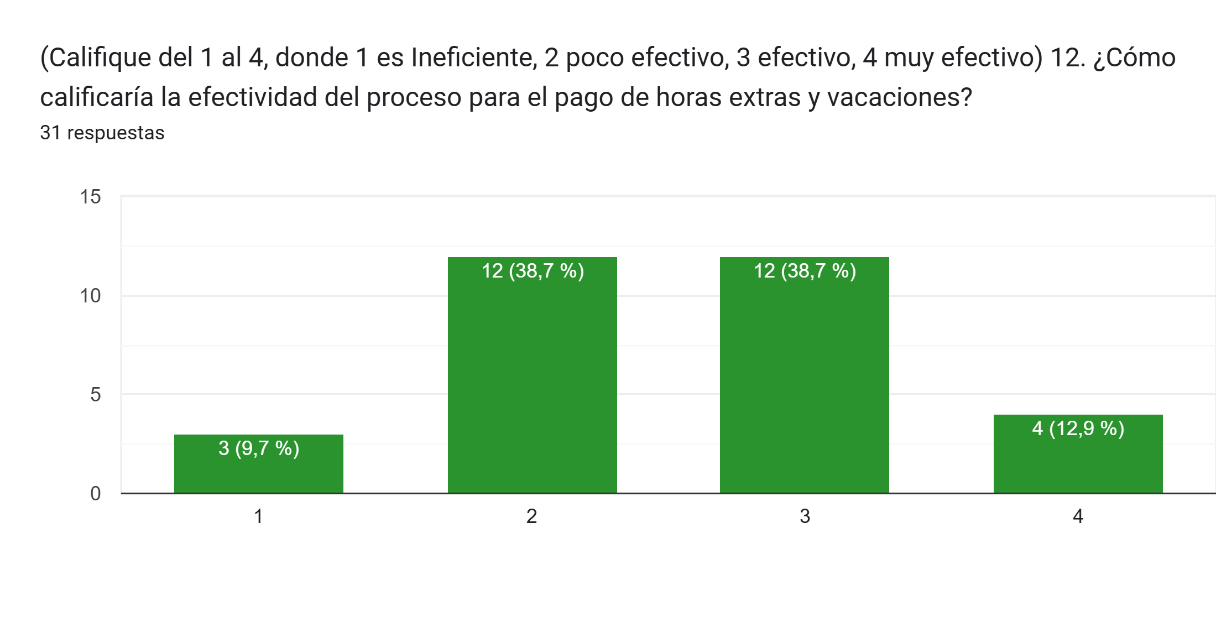 (Califique del 1 al 4, donde 1 es Ineficiente, 2 poco efectivo, 3 efectivo, 4 muy efectivo) 12. ¿Cómo
calificaría la efectividad del proceso para el pago de horas extras y vacaciones?
31 respuestas
15
10
5
0
3 (9,7 %)
12 (38,7 %)
12 (38,7 %)
4 (12,9 %)
1
2
3
4